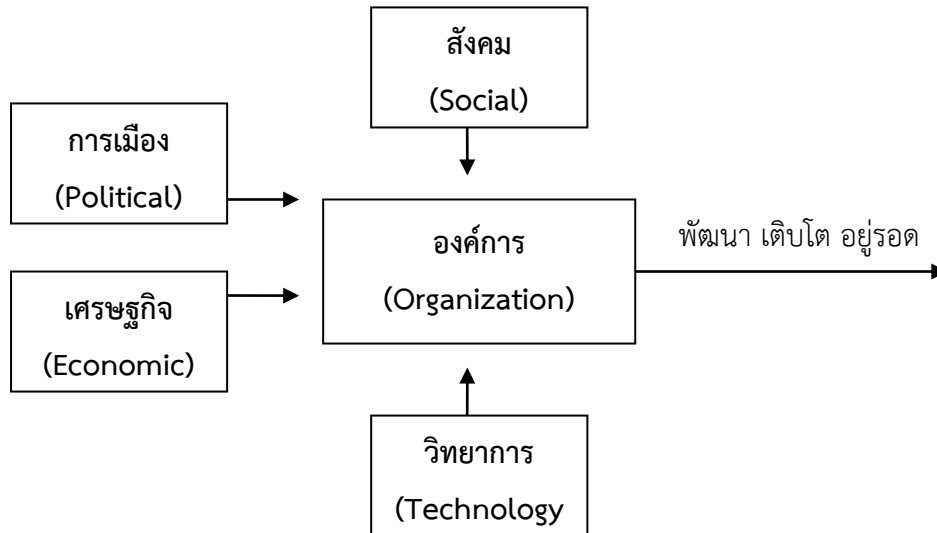 สังคม
(Social)
การเมือง
(Political)
องค์การ
(Organization)
พัฒนา เติบโต อยู่รอด
เศรษฐกิจ
(Economic)
วิทยาการ
(Technology